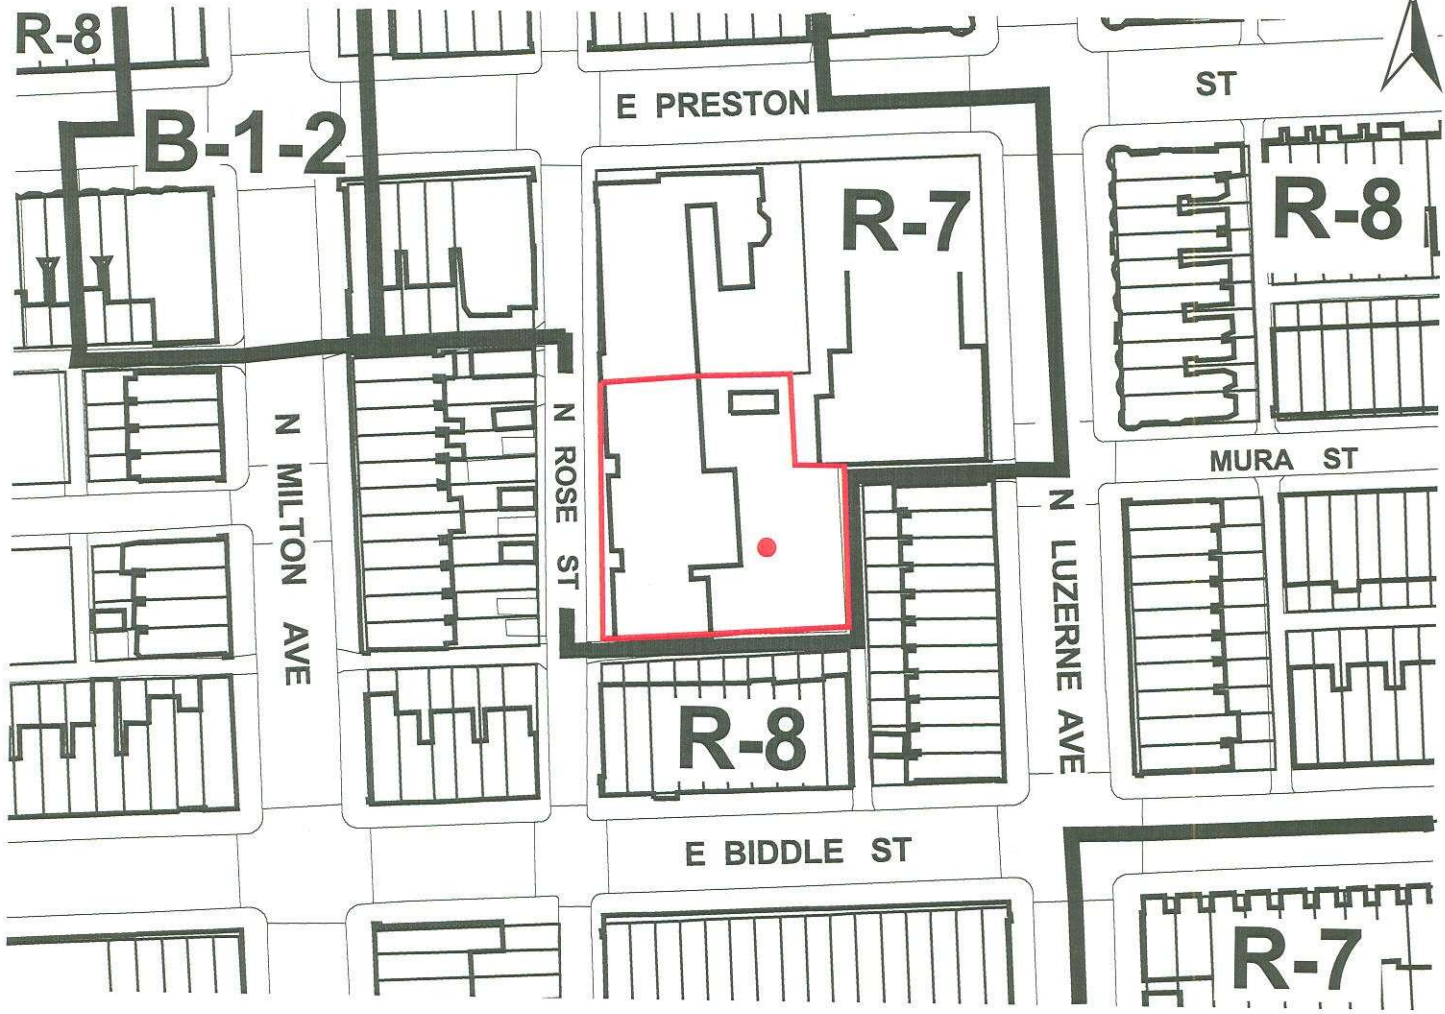 R-8
E PRESTON
ST
B-1-2
R-7
R-8
N MILTON AVE
N ROSE ST
MURA ST
N LUZERNE AVE
R-8
E BIDDLE ST
R-7